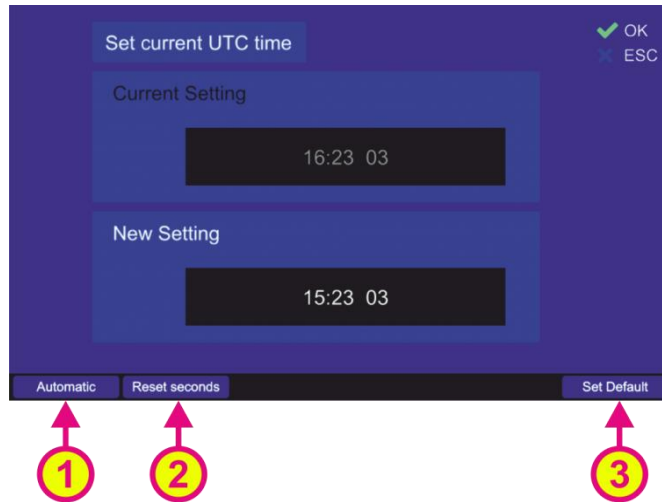 Set current UTC time
OK
ESC
Current Setting
16:23 03
New Setting
15:23 03
Automatic
Reset seconds
Set Default
1
2
3